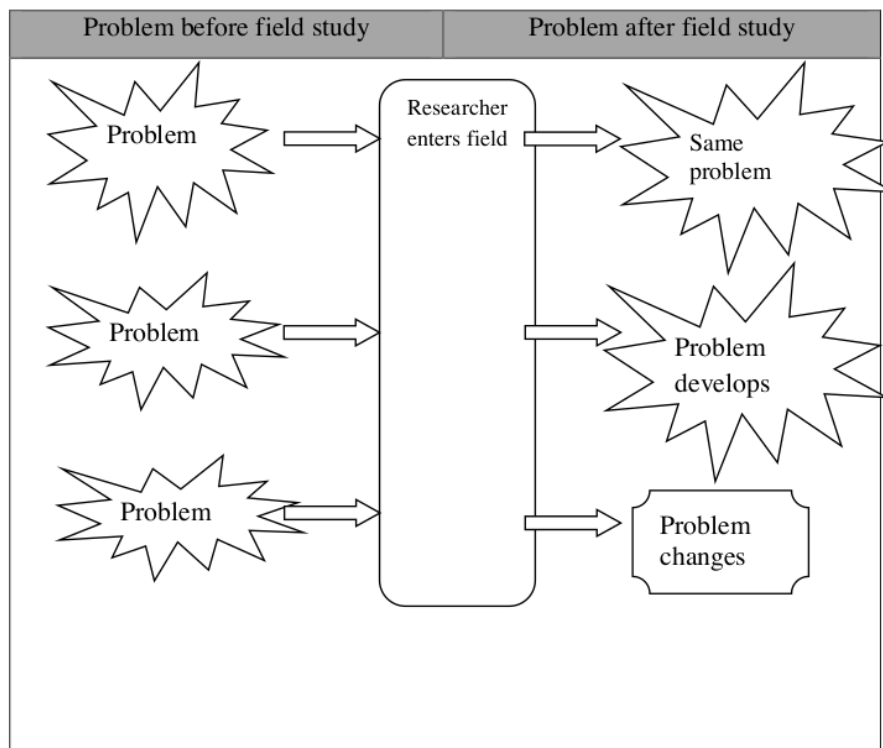 Problem before field study
Problem after field study
Problem
Researcher
enters field
Same
problem
Problem
Problem
develops
Problem
Problem
changes